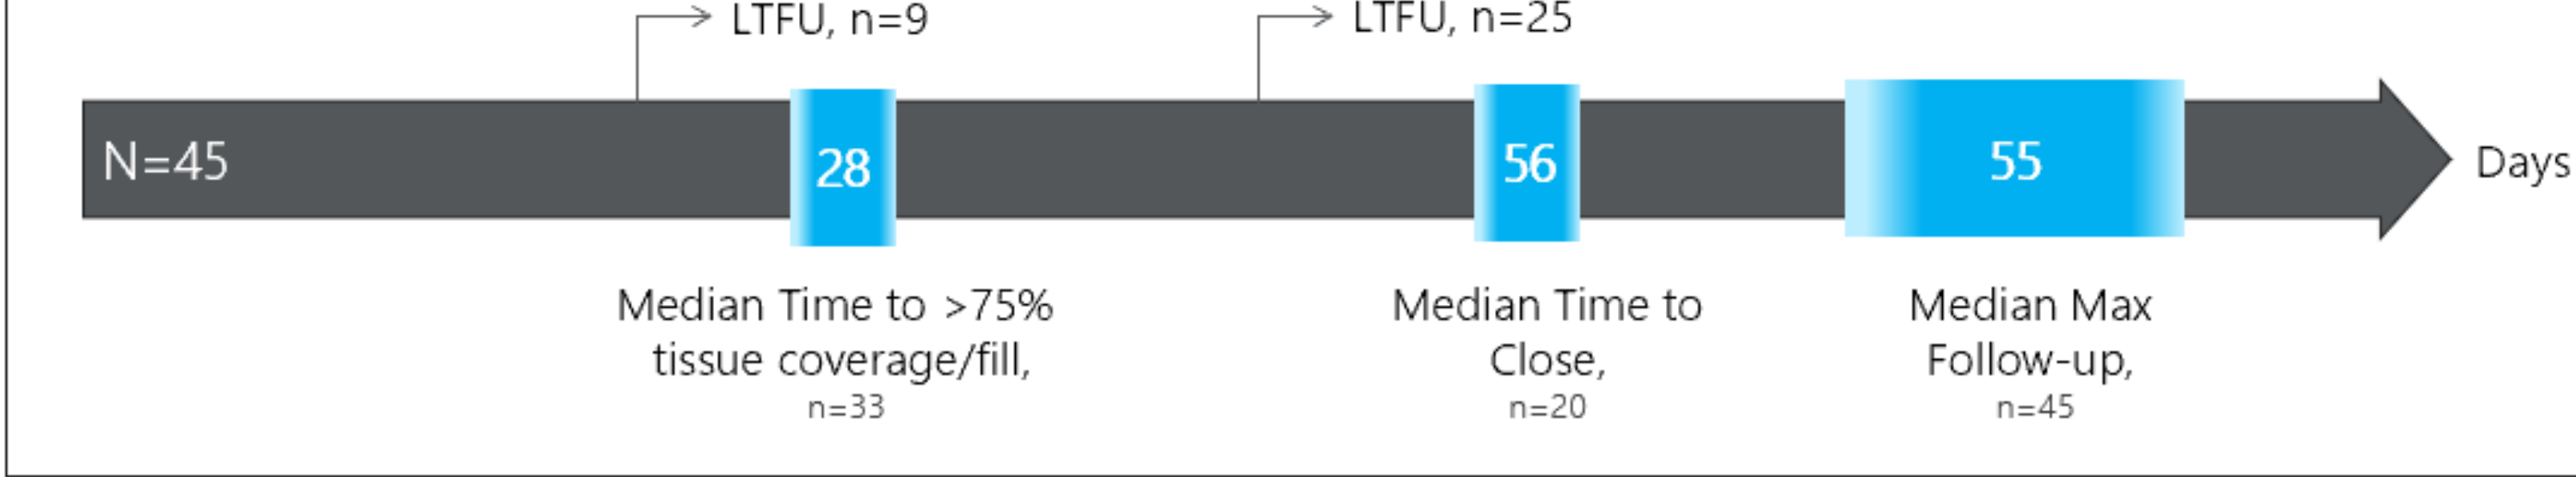 LTFU, n=9
LTFU, n=25
N=45
28
56
55
Days
Median Time to >75%
tissue coverage/fill,
n=33
Median Time to
Close,
n=20
Median Max
Follow-up,
n=45